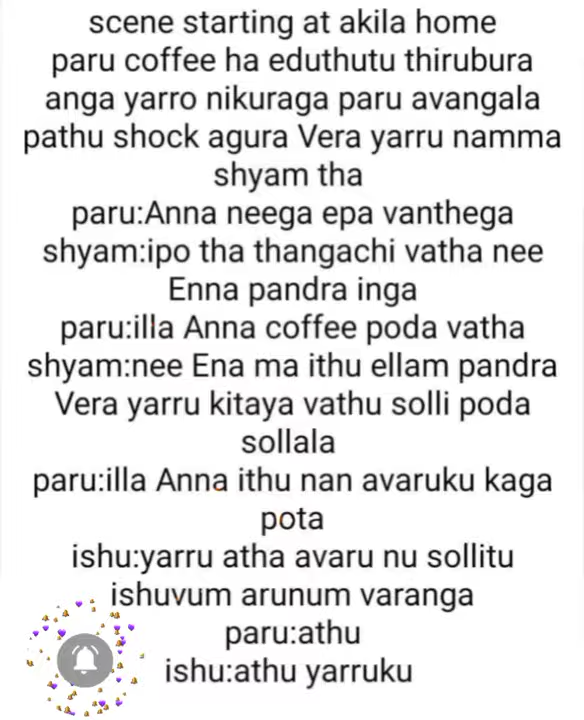 scene starting at akila home
paru coffee ha eduthutu thirubura
anga yarro nikuraga paru avangala
pathu shock agura Vera yarru namma
shyam tha
paru:Anna neega epa vanthega
shyam:ipo tha thangachi vatha nee
Enna pandra inga
paru:illa Anna coffee poda vatha
shyam:nee Ena ma ithu ellam pandra
Vera yarru kitaya vathu solli poda
sollala
paru:illa Anna ithu nan avaruku kaga
pota
ishu:yarru atha avaru nu sollitu
ishuvum arunum varanga
paru:athu
ishu:athu yarruku